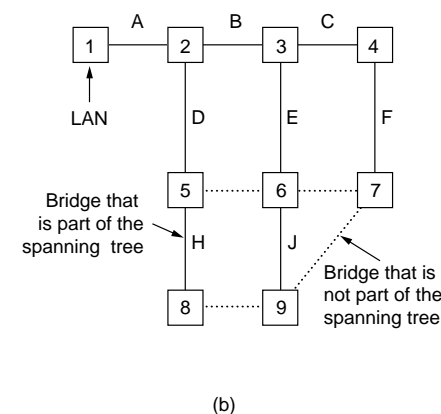 A B C
1 2 3 4
LAN
D E F
5 6 7
Bridge that
is part of the
spanning tree
H J
Bridge that is
not part of the
spanning tree
8 9
(b)